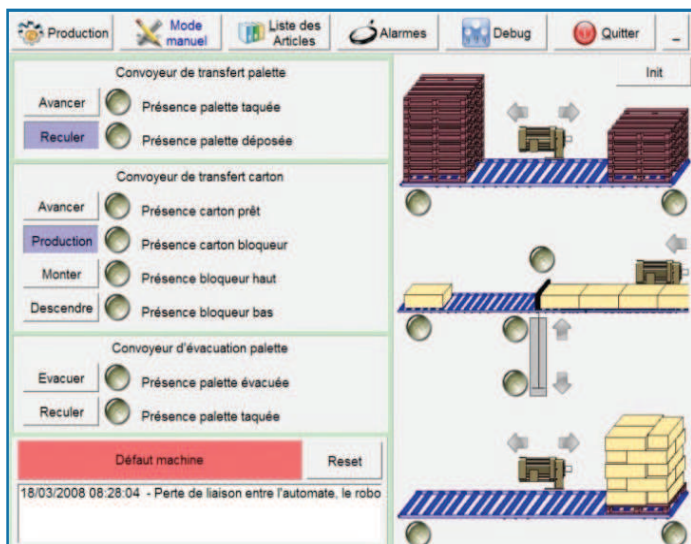 Production
Mode
manuel
Liste des
Articles
Alarmes
Debug
Quitter
_
Convoyeur de transfert palette
Avancer
Présence palette taquée
Reculer
Présence palette déposée
Convoyeur de transfert carton
Avancer
Présence carton prêt
Production
Présence carton bloqueur
Monter
Présence bloqueur haut
Descendre
Présence bloqueur bas
Convoyeur d'évacuation palette
Evacuer
Présence palette évacuée
Reculer
Présence palette taquée
Défaut machine
Reset
18/03/2008 08:28:04 - Perte de liaison entre l'automate, le robo
Init